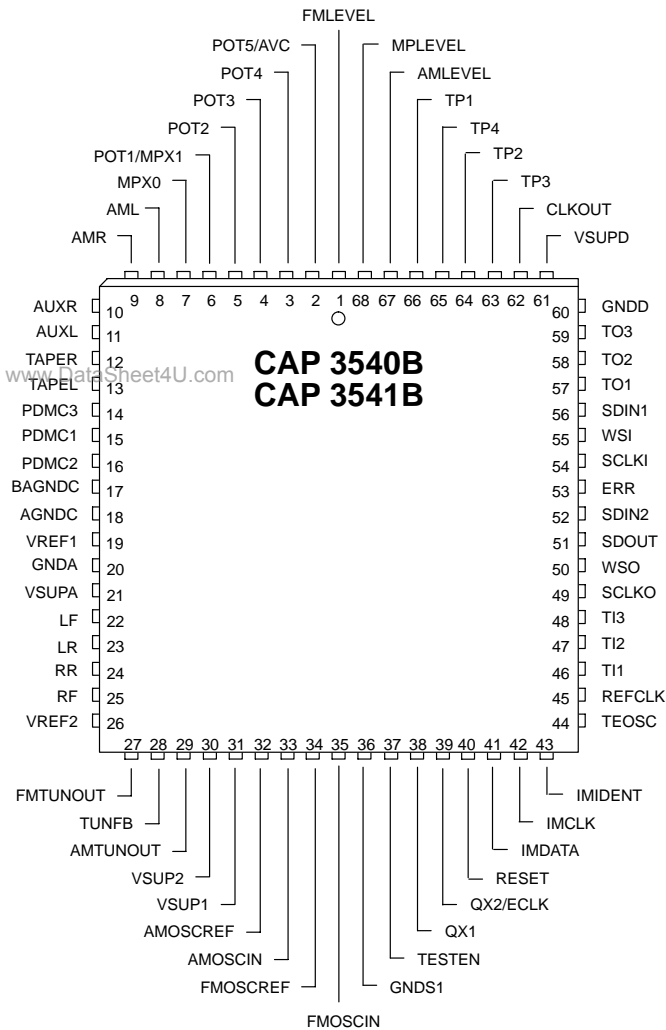 FMLEVEL
POT5/AVC
MPLEVEL
POT4
AMLEVEL
POT3
TP1
POT2
TP4
POT1/MPX1
TP2
MPX0
TP3
AML
CLKOUT
AMR
VSUPD
9 8 7 6 5 4 3 2 1 68 67 66 65 64 63 62 61
CAP 3540B
CAP 3541B
www.DataSheet4U.com
AUXR 10
AUXL 11
TAPER 12
TAPEL 13
PDMC3 14
PDMC1 15
PDMC2 16
BAGNDC 17
AGNDC 18
VREF1 19
GNDA 20
VSUPA 21
LF 22
LR 23
RR 24
RF 25
VREF2 26
60 GNDD
59 TO3
58 TO2
57 TO1
56 SDIN1
55 WSI
54 SCLKI
53 ERR
52 SDIN2
51 SDOUT
50 WSO
49 SCLKO
48 TI3
47 TI2
46 TI1
45 REFCLK
44 TEOSC
27 28 29 30 31 32 33 34 35 36 37 38 39 40 41 42 43
FMTUNOUT
IMIDENT
TUNFB
IMCLK
AMTUNOUT
IMDATA
VSUP2
RESET
VSUP1
QX2/ECLK
AMOSCREF
QX1
AMOSCIN
TESTEN
FMOSCREF
GNDS1
FMOSCIN